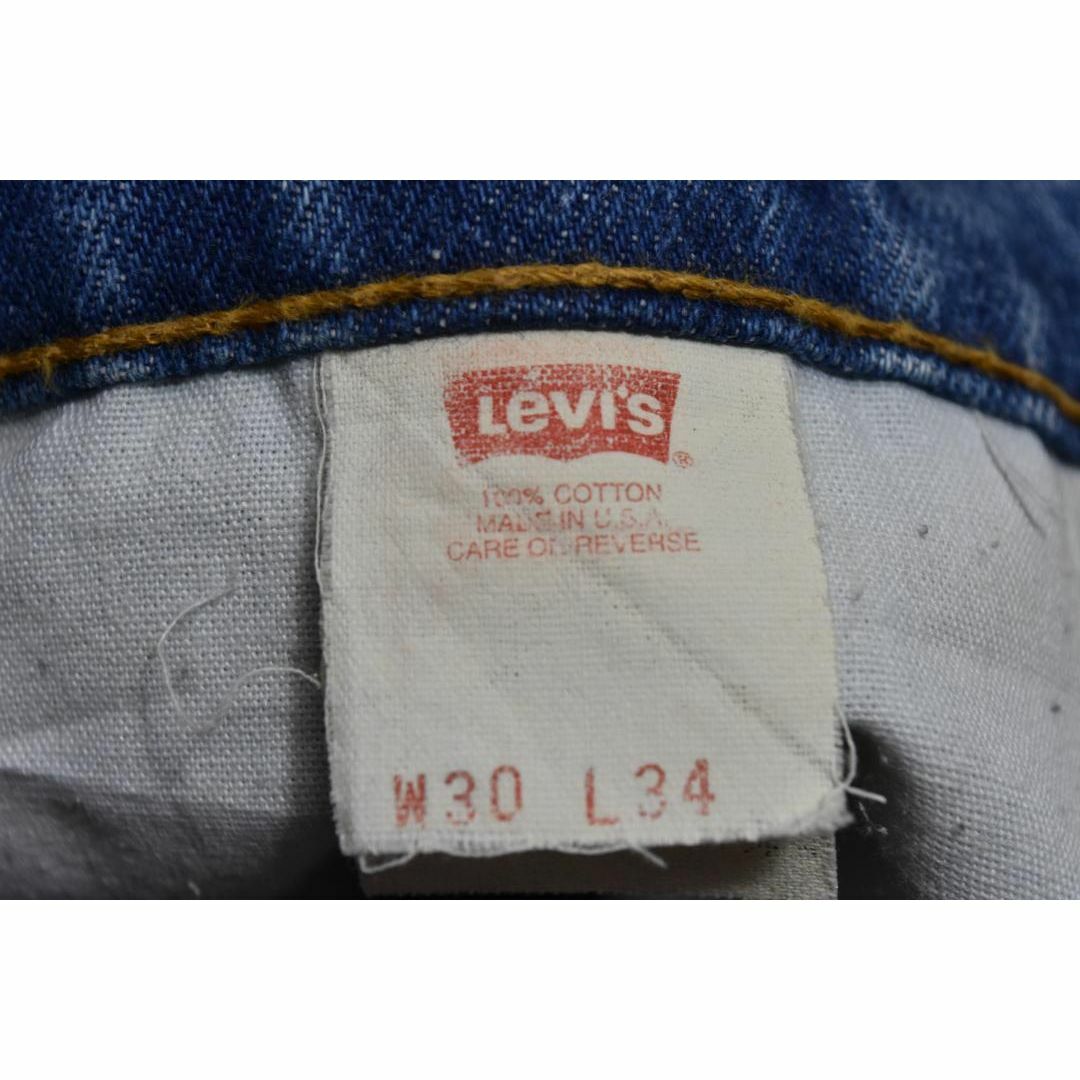 Levi's ®
100% COTTON
MADE IN U.S.A.
CARE ON REVERSE
W30 L34